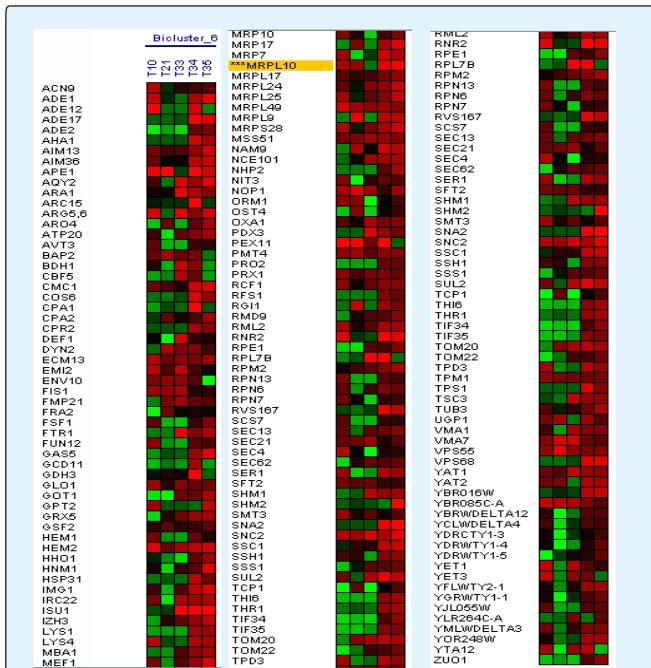 Bicluster_6
T10 T21 T33 T34 T35
ACN9
ADE1
ADE12
ADE17
ADE2
AHA1
AIM13
AIM36
APE1
AQY2
ARA1
ARC15
ARG5,6
ARO4
ATP20
AVT3
BAP2
BDH1
CBF5
CMC1
COS6
CPA1
CPA2
CPR2
DEF1
DYN2
ECM13
EMI2
ENV10
FIS1
FMP21
FRA2
FSF1
FTR1
FUN12
GAS5
GCD11
GDH3
GLO1
GOT1
GPT2
GRX5
GSF2
HEM1
HEM2
HHO1
HNM1
HSP31
IMG1
IRC22
ISU1
IZH3
LYS1
LYS4
MBA1
MEF1
MRP10
MRP17
MRP7
***MRPL10
MRPL17
MRPL24
MRPL25
MRPL49
MRPL9
MRPS28
MSS51
NAM9
NCE101
NHP2
NIT3
NOP1
ORM1
OST4
OXA1
PDX3
PEX11
PMT4
PRO2
PRX1
RCF1
RFS1
RGI1
RMD9
RML2
RNR2
RPE1
RPL7B
RPM2
RPN13
RPN6
RPN7
RVS167
SCS7
SEC13
SEC21
SEC4
SEC62
SER1
SFT2
SHM1
SHM2
SMT3
SNA2
SNC2
SSC1
SSH1
SSS1
SUL2
TCP1
THI6
THR1
TIF34
TIF35
TOM20
TOM22
TPD3
RML2
RNR2
RPE1
RPL7B
RPM2
RPN13
RPN6
RPN7
RVS167
SCS7
SEC13
SEC21
SEC4
SEC62
SER1
SFT2
SHM1
SHM2
SMT3
SNA2
SNC2
SSC1
SSH1
SSS1
SUL2
TCP1
THI6
THR1
TIF34
TIF35
TOM20
TOM22
TPD3
TPM1
TPS1
TSC3
TUB3
UGP1
VMA1
VMA7
VPS55
VPS68
YAT1
YAT2
YBR016W
YBR085C-A
YBRWDELTA12
YCLWDELTA4
YDRCTY1-3
YDRWTY1-4
YDRWTY1-5
YET1
YET3
YFLWTY2-1
YGRWTY1-1
YJL055W
YLR264C-A
YMLWDELTA3
YOR248W
YTA12
ZUO1